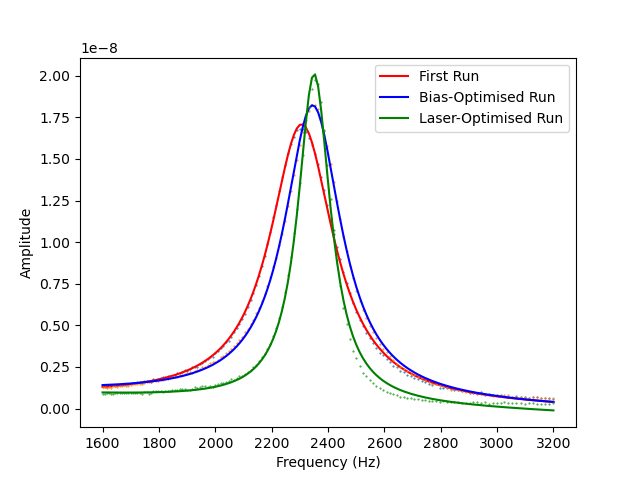 1e−8
2.00
1.75
1.50
1.25
1.00
0.75
0.50
0.25
0.00
Amplitude
First Run
Bias-Optimised Run
Laser-Optimised Run
1600 1800 2000 2200 2400 2600 2800 3000 3200
Frequency (Hz)